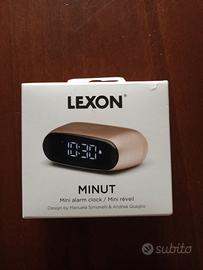 LEXON®
10:30
MINUT
Mini alarm clock / Mini réveil
Design by Manuela Simonelli & Andrea Quaglio
subito